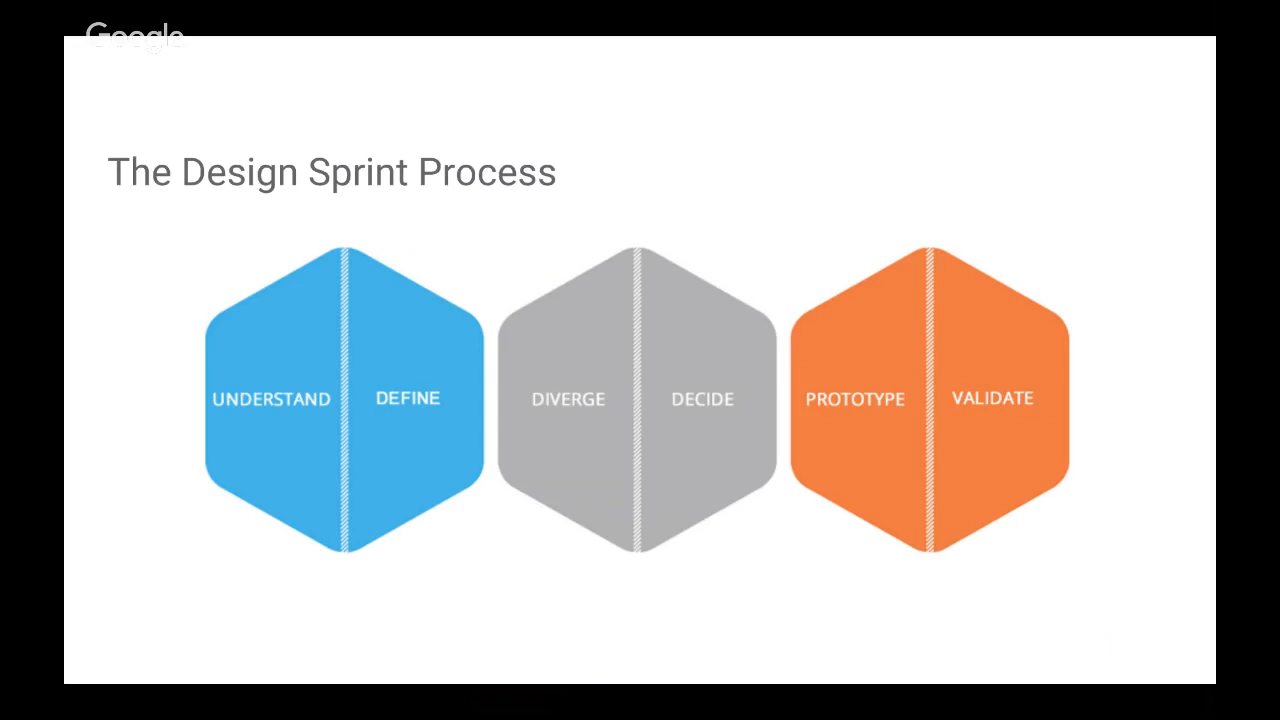 Google
The Design Sprint Process
UNDERSTAND DEFINE DIVERGE DECIDE PROTOTYPE VALIDATE